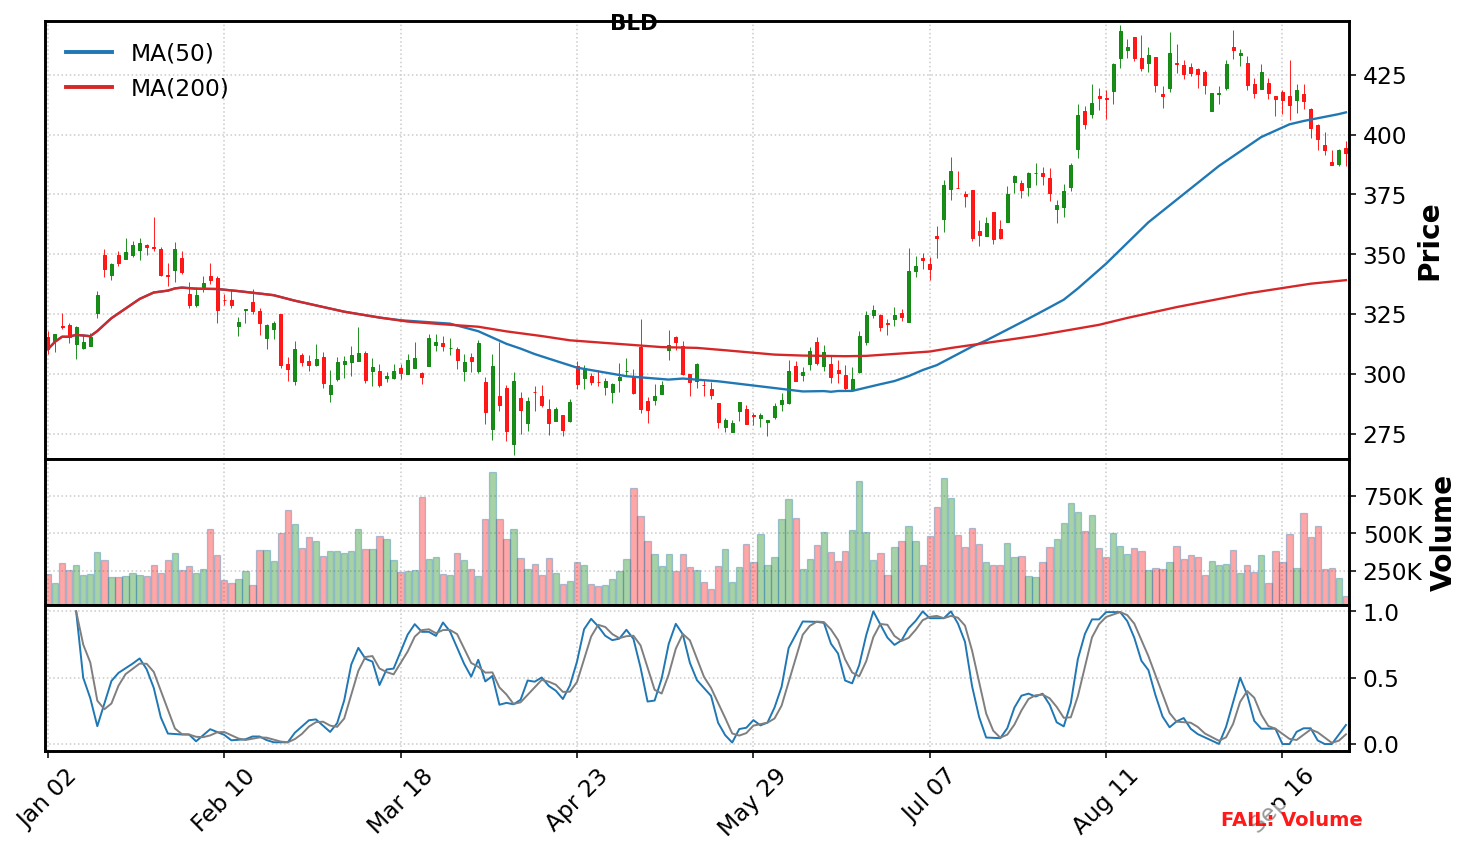 BLD
MA(50)
MA(200)
425
400
375
350
325
300
275
Price
750K
500K
250K
Volume
1.0
0.5
0.0
Jan 02
Feb 10
Mar 18
Apr 23
May 29
Jul 07
Aug 11
Sep 16
FAIL: Volume